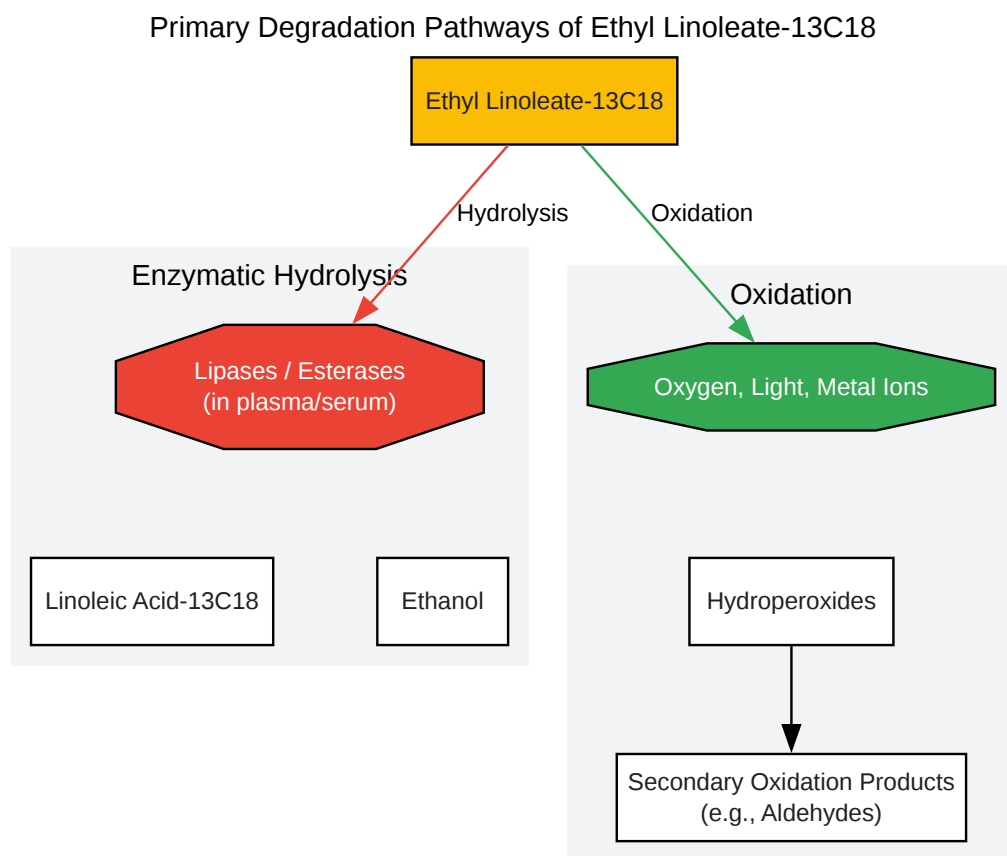 Primary Degradation Pathways of Ethyl Linoleate-13C18
Ethyl Linoleate-13C18
Hydrolysis
Oxidation
Enzymatic Hydrolysis
Lipases / Esterases
(in plasma/serum)
Linoleic Acid-13C18
Ethanol
Oxidation
Oxygen, Light, Metal Ions
Hydroperoxides
Secondary Oxidation Products
(e.g., Aldehydes)